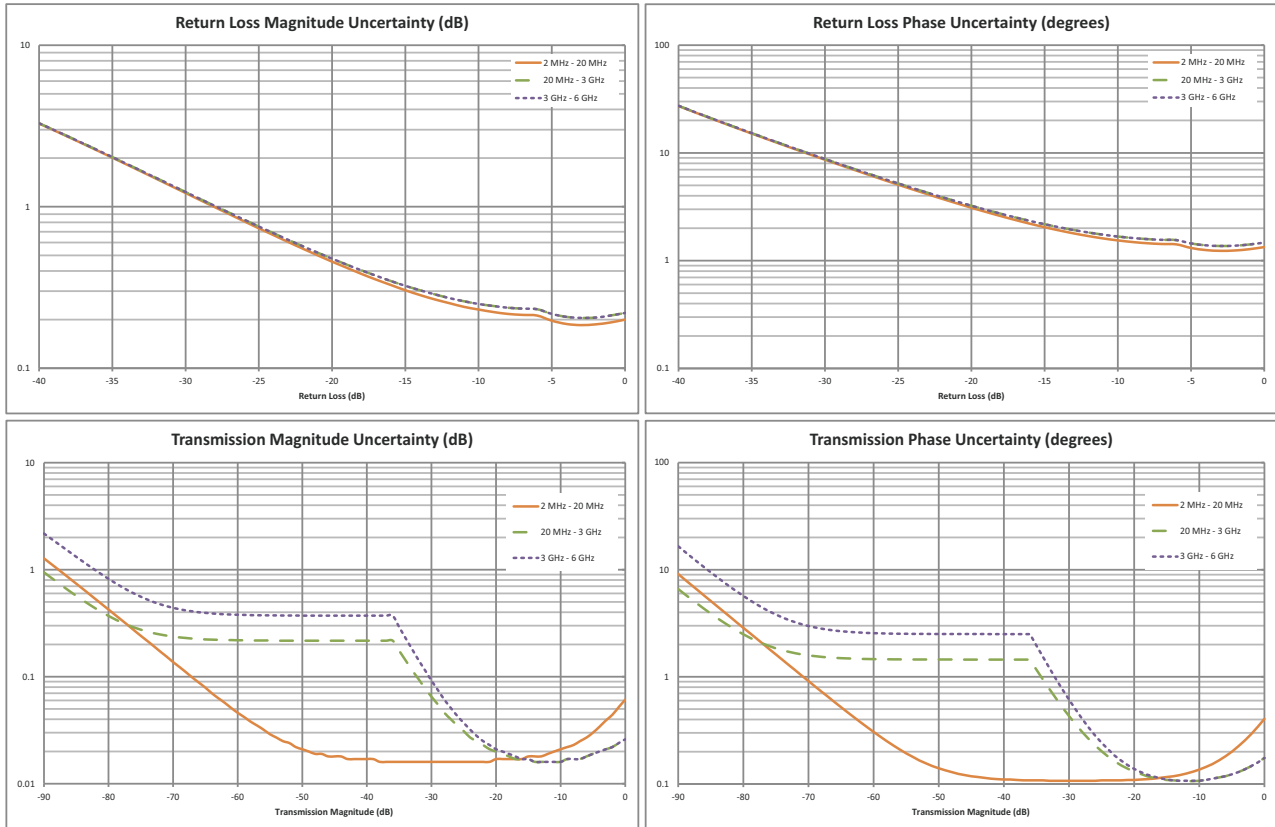 Return Loss Magnitude Uncertainty (dB)
10
1
0.1
2 MHz - 20 MHz
20 MHz - 3 GHz
3 GHz - 6 GHz
-40 -35 -30 -25 -20 -15 -10 -5 0
Return Loss (dB)
Return Loss Phase Uncertainty (degrees)
100
10
1
0.1
2 MHz - 20 MHz
20 MHz - 3 GHz
3 GHz - 6 GHz
-40 -35 -30 -25 -20 -15 -10 -5 0
Return Loss (dB)
Transmission Magnitude Uncertainty (dB)
10
1
0.1
0.01
2 MHz - 20 MHz
20 MHz - 3 GHz
3 GHz - 6 GHz
-90 -80 -70 -60 -50 -40 -30 -20 -10 0
Transmission Magnitude (dB)
Transmission Phase Uncertainty (degrees)
100
10
1
0.1
2 MHz - 20 MHz
20 MHz - 3 GHz
3 GHz - 6 GHz
-90 -80 -70 -60 -50 -40 -30 -20 -10 0
Transmission Magnitude (dB)